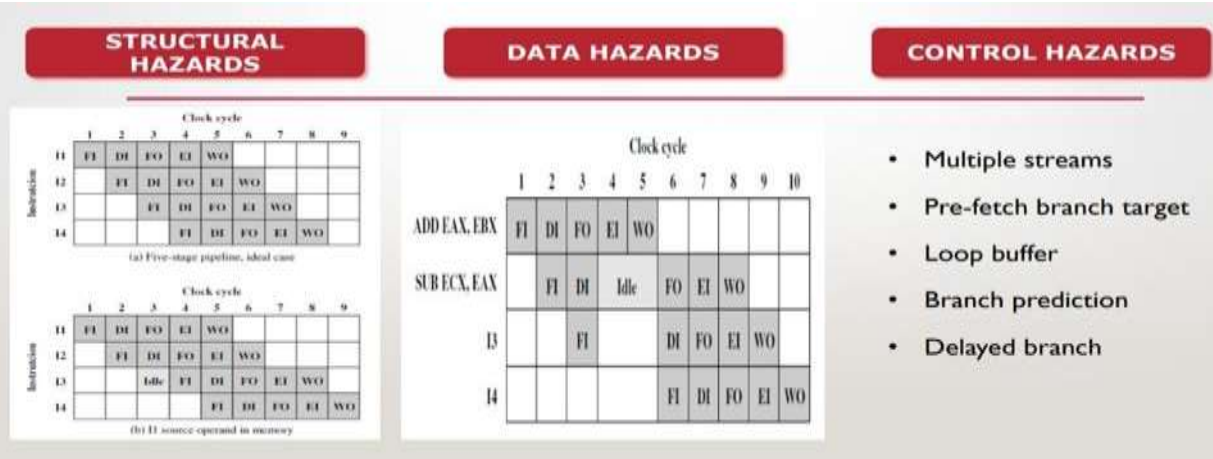 STRUCTURAL
HAZARDS
Clock cycle
1 2 3 4 5 6 7 8 9
Instruction
I1 FI DI FO EI WO
I2 FI DI FO EI WO
I3 FI DI FO EI WO
I4 FI DI FO EI WO
(a) Five-stage pipeline, ideal case
Clock cycle
1 2 3 4 5 6 7 8 9
Instruction
I1 FI DI FO EI WO
I2 FI DI FO EI WO
I3 Idle FI DI FO EI WO
I4 FI DI FO EI WO
(b) I1 source operand in memory
DATA HAZARDS
Clock cycle
1 2 3 4 5 6 7 8 9 10
ADD EAX, EBX FI DI FO EI WO
SUB ECX, EAX FI DI Idle FO EI WO
I3 FI DI FO EI WO
I4 FI DI FO EI WO
CONTROL HAZARDS
• Multiple streams
• Pre-fetch branch target
• Loop buffer
• Branch prediction
• Delayed branch